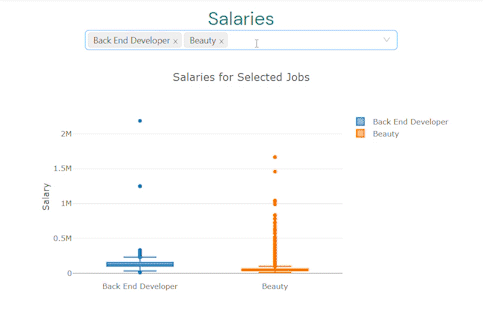 Salaries
Back End Developer × Beauty ×
Salaries for Selected Jobs
Back End Developer
Beauty
2M
1.5M
1M
0.5M
0
Salary
Back End Developer
Beauty